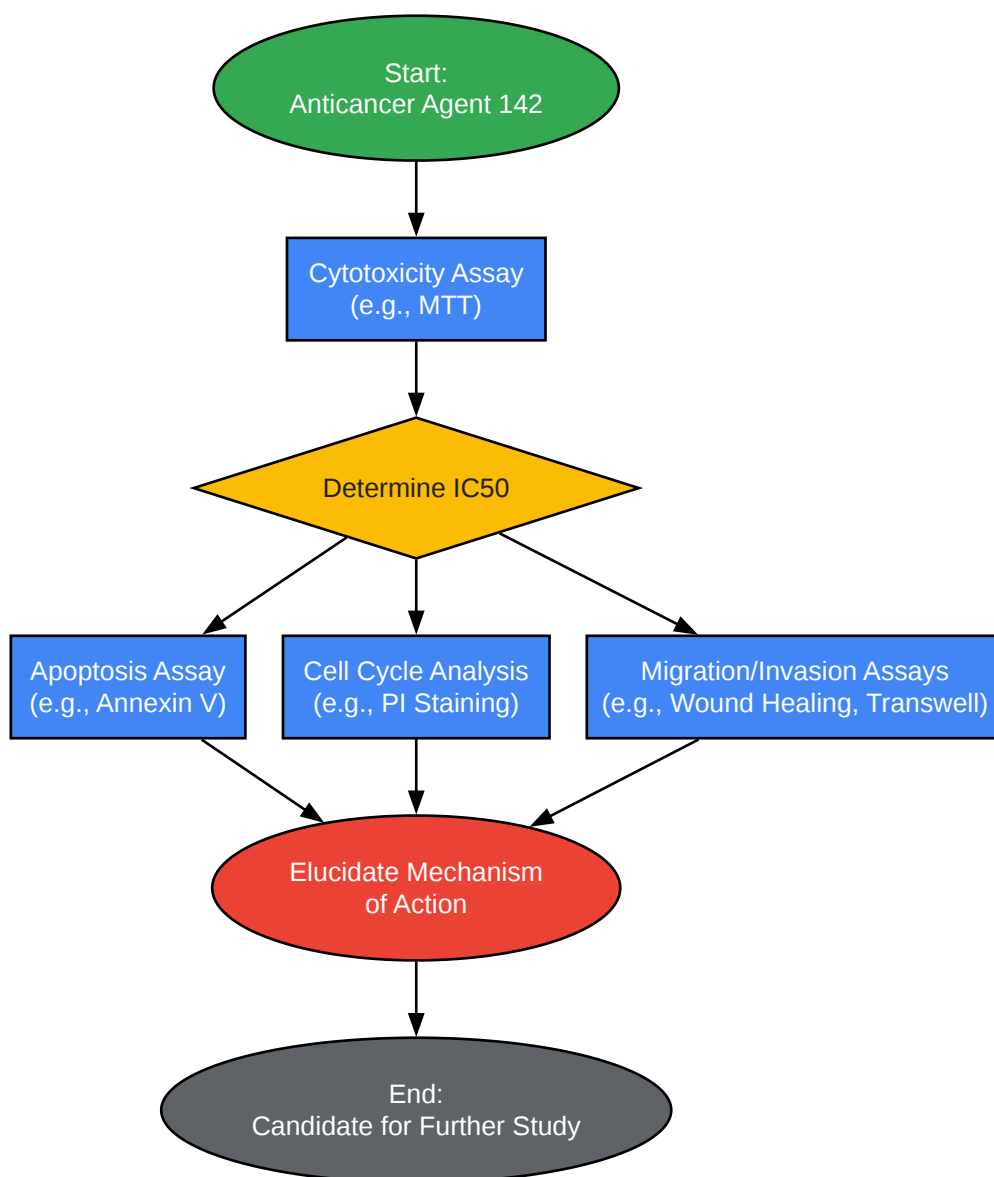 Start:
Anticancer Agent 142
Cytotoxicity Assay
(e.g., MTT)
Determine IC50
Apoptosis Assay
(e.g., Annexin V)
Cell Cycle Analysis
(e.g., PI Staining)
Migration/Invasion Assays
(e.g., Wound Healing, Transwell)
Elucidate Mechanism
of Action
End:
Candidate for Further Study